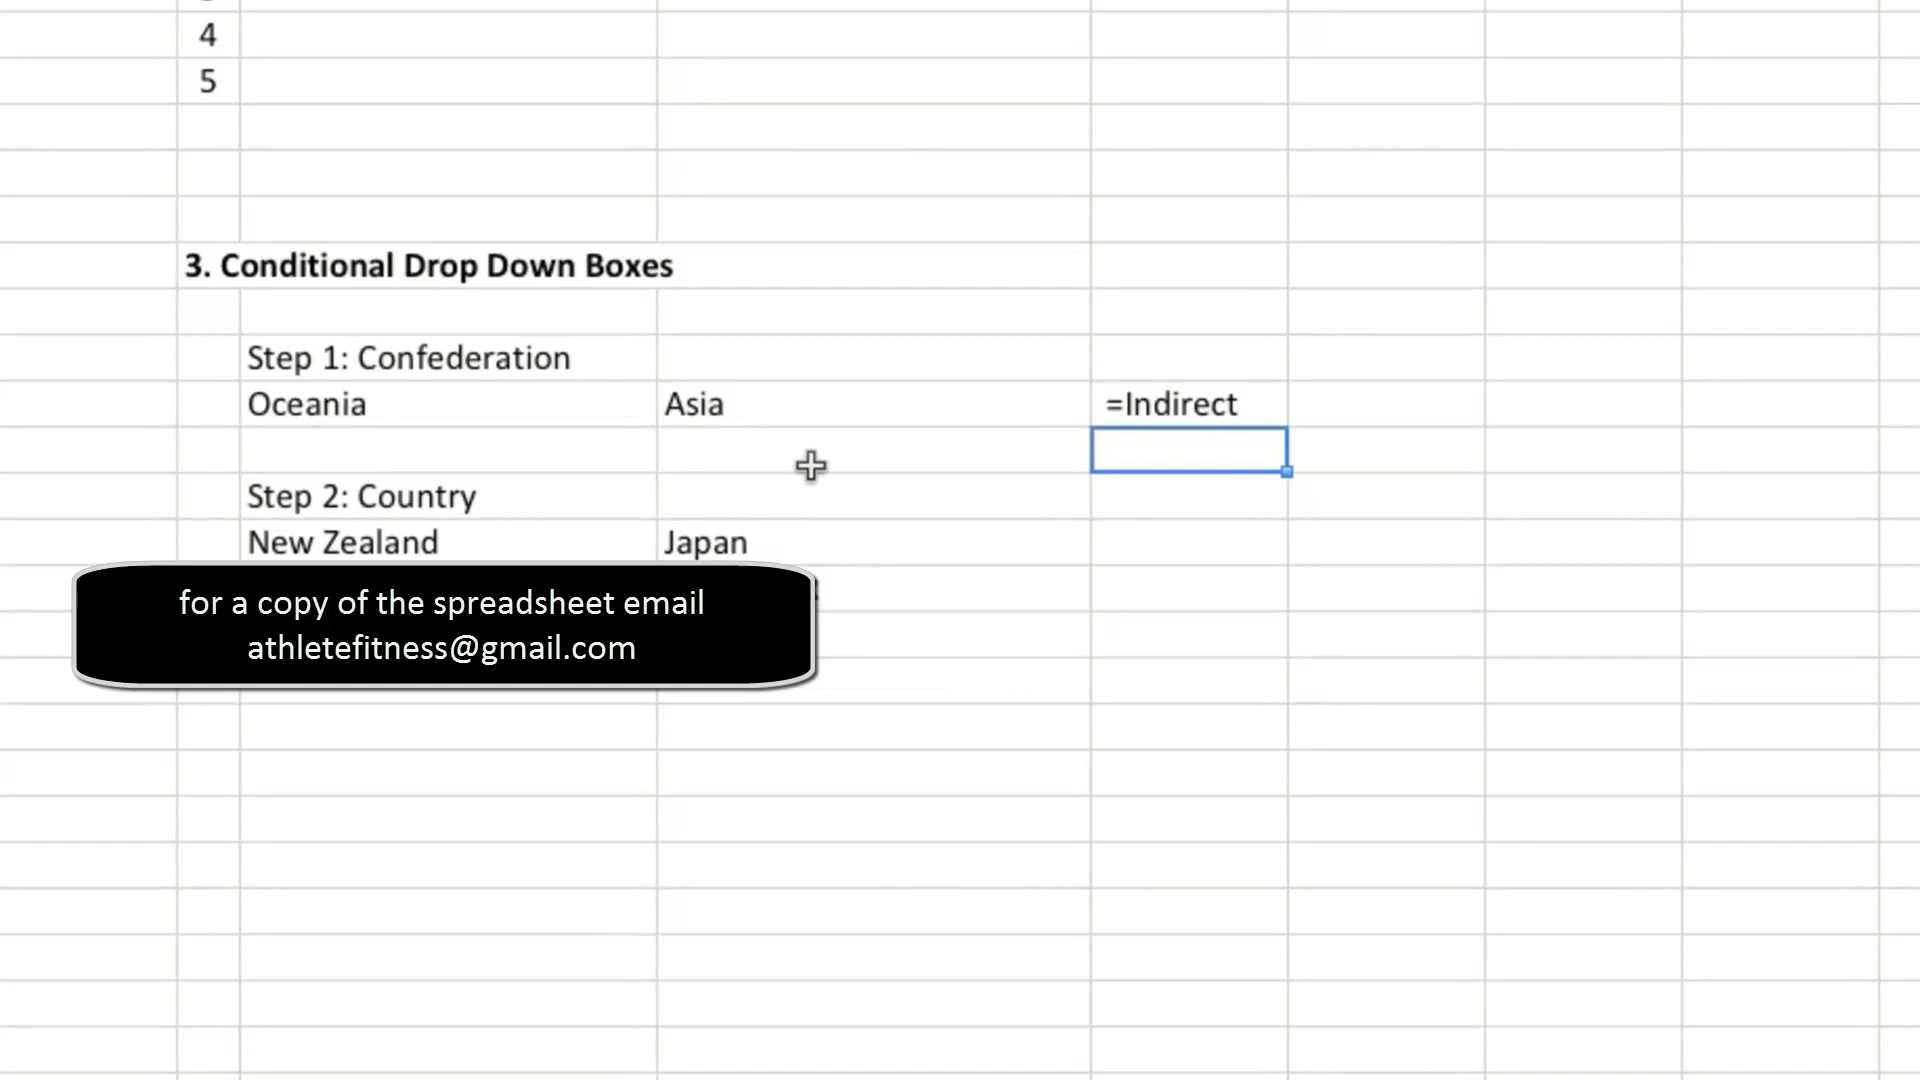 4
5
3. Conditional Drop Down Boxes
Step 1: Confederation
Oceania Asia =Indirect
Step 2: Country
New Zealand Japan
for a copy of the spreadsheet email
athletefitness@gmail.com